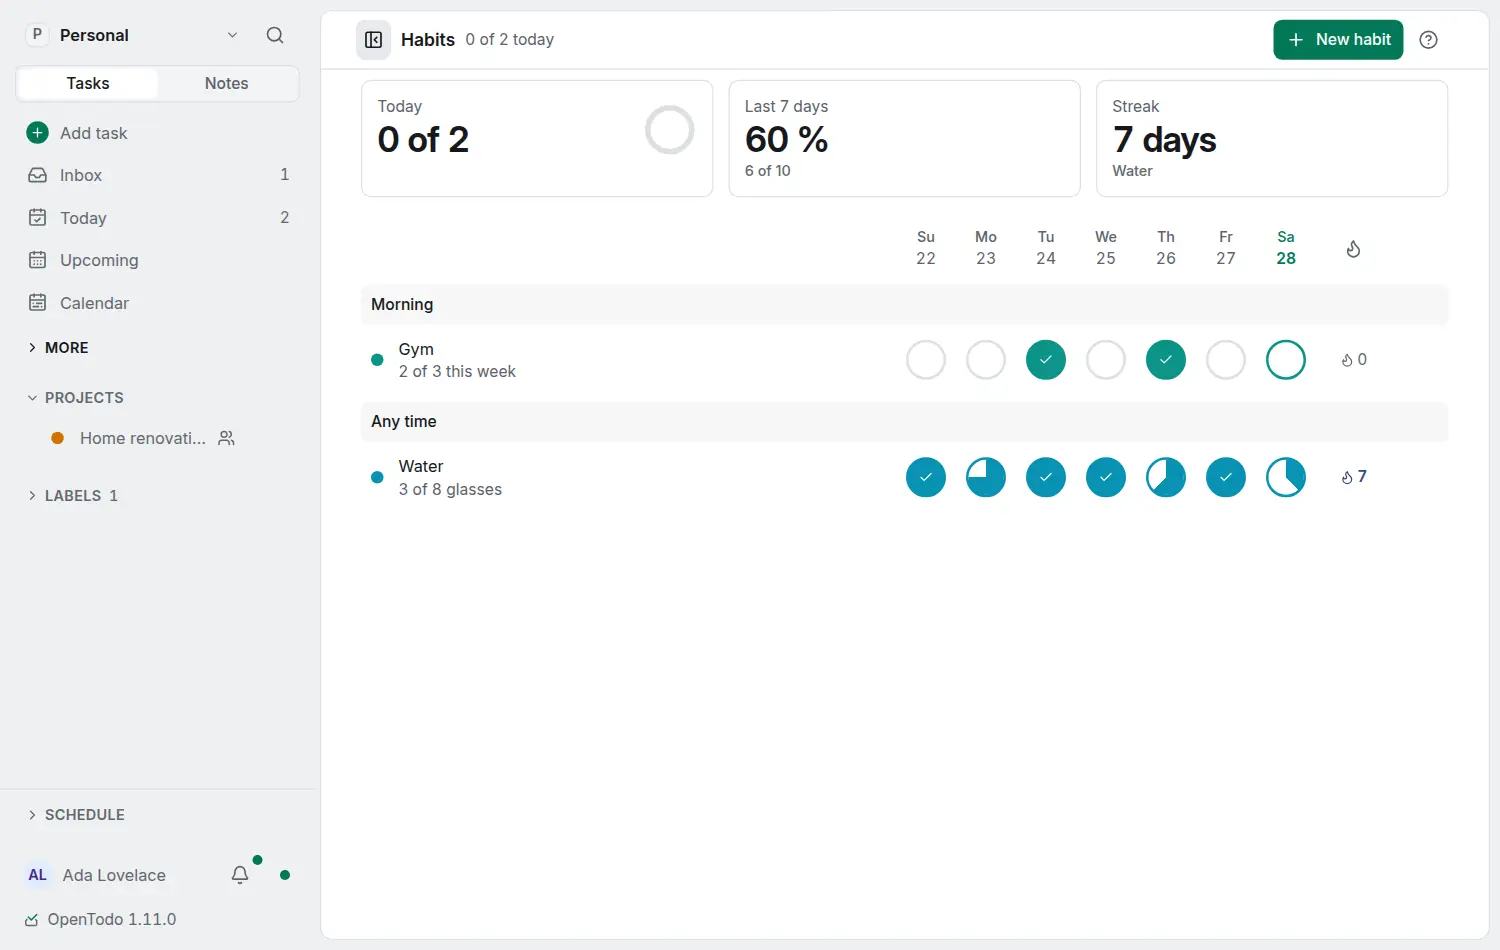 P Personal
Tasks Notes
Add task
Inbox 1
Today 2
Upcoming
Calendar
MORE
PROJECTS
Home renovati...
LABELS 1
SCHEDULE
AL Ada Lovelace
OpenTodo 1.11.0
Habits 0 of 2 today
New habit
Today
0 of 2
Last 7 days
60 %
6 of 10
Streak
7 days
Water
Su Mo Tu We Th Fr Sa
22 23 24 25 26 27 28
Morning
Gym
2 of 3 this week
0
Any time
Water
3 of 8 glasses
7